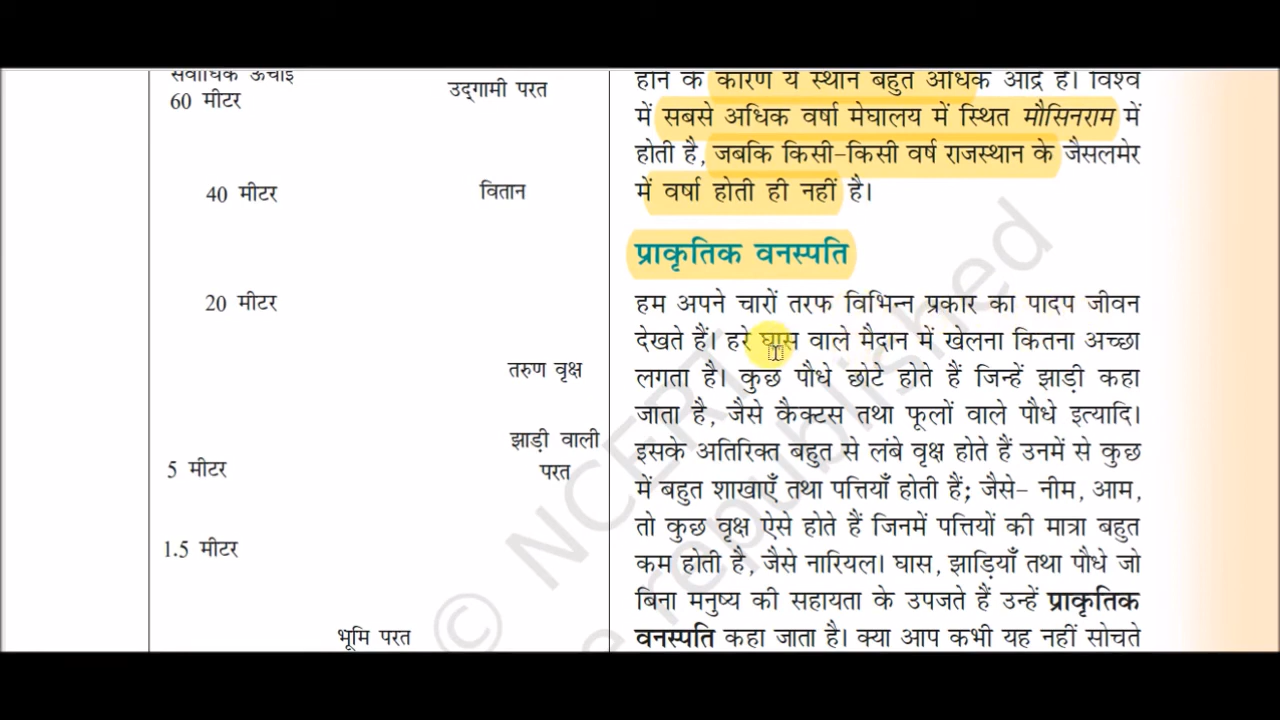 सर्वाधिक ऊँचाई
60 मीटर
उद्गामी परत
40 मीटर
वितान
20 मीटर
तरुण वृक्ष
झाड़ी वाली
परत
5 मीटर
1.5 मीटर
भूमि परत
होने के कारण ये स्थान बहुत अधिक आर्द्र हैं। विश्व
में सबसे अधिक वर्षा मेघालय में स्थित मौसिनराम में
होती है, जबकि किसी-किसी वर्ष राजस्थान के जैसलमेर
में वर्षा होती ही नहीं है।
प्राकृतिक वनस्पति
हम अपने चारों तरफ विभिन्न प्रकार का पादप जीवन
देखते हैं। हरे घास वाले मैदान में खेलना कितना अच्छा
लगता है। कुछ पौधे छोटे होते हैं जिन्हें झाड़ी कहा
जाता है, जैसे कैक्टस तथा फूलों वाले पौधे इत्यादि।
इसके अतिरिक्त बहुत से लंबे वृक्ष होते हैं उनमें से कुछ
में बहुत शाखाएँ तथा पत्तियाँ होती हैं; जैसे- नीम, आम,
तो कुछ वृक्ष ऐसे होते हैं जिनमें पत्तियों की मात्रा बहुत
कम होती है, जैसे नारियल। घास, झाड़ियाँ तथा पौधे जो
बिना मनुष्य की सहायता के उपजते हैं उन्हें प्राकृतिक
वनस्पति कहा जाता है। क्या आप कभी यह नहीं सोचते
© NCERT
republished